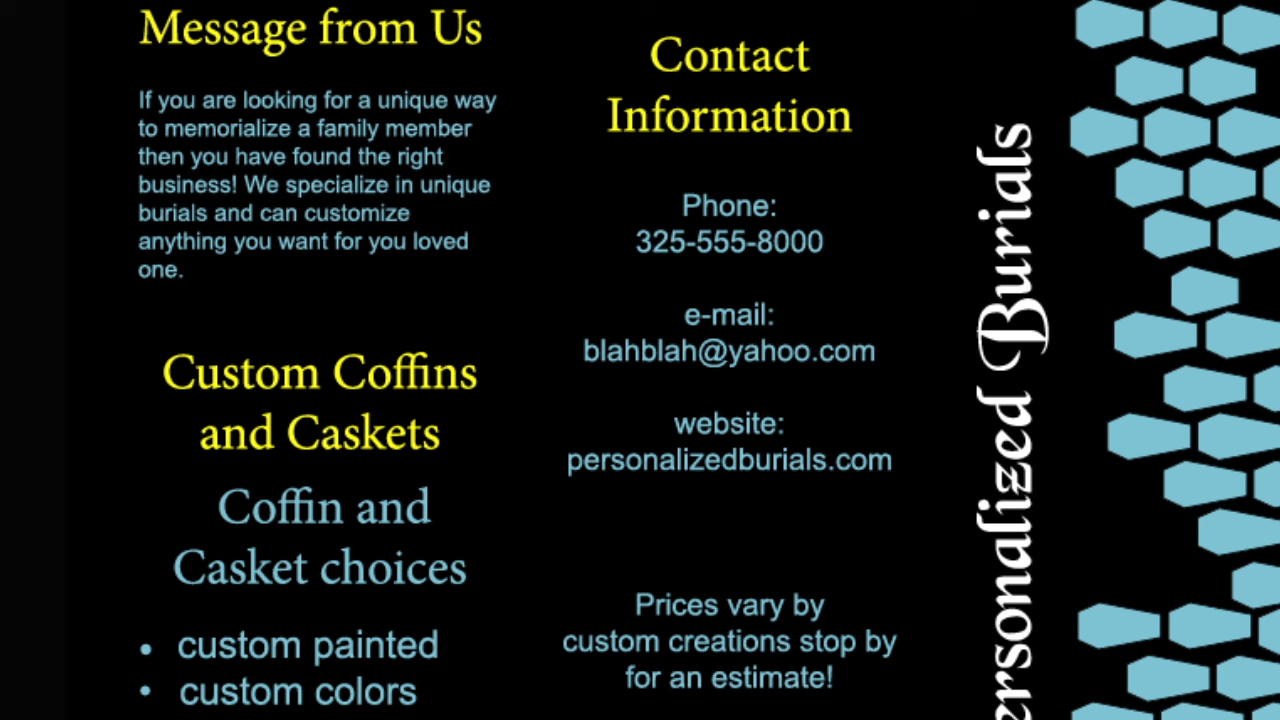 Message from Us
If you are looking for a unique way
to memorialize a family member
then you have found the right
business! We specialize in unique
burials and can customize
anything you want for you loved
one.
Custom Coffins
and Caskets
Coffin and
Casket choices
• custom painted
• custom colors
Contact
Information
Phone:
325-555-8000
e-mail:
blahblah@yahoo.com
website:
personalizedburials.com
Prices vary by
custom creations stop by
for an estimate!
ersonalized Burials